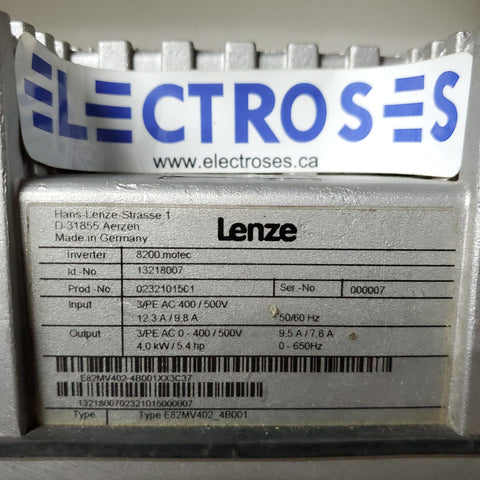 ELECTROSES
www.electroses.ca
Hans-Lenze-Strasse 1
D-31855 Aerzen
Made in Germany
Lenze
Inverter 8200 motec
Id.-No. 13218007
Prod.-No 0232101501 Ser.-No 000007
Input 3/PE AC 400 / 500V
12.3 A / 9.8 A 50/60 Hz
Output 3/PE AC 0 - 400 / 500V 9.5 A / 7.6 A
4.0 kW / 5.4 hp 0 - 650Hz
E82MV402-4B001XX3C37
1321800702321015000007
Type Type E82MV402_4B001